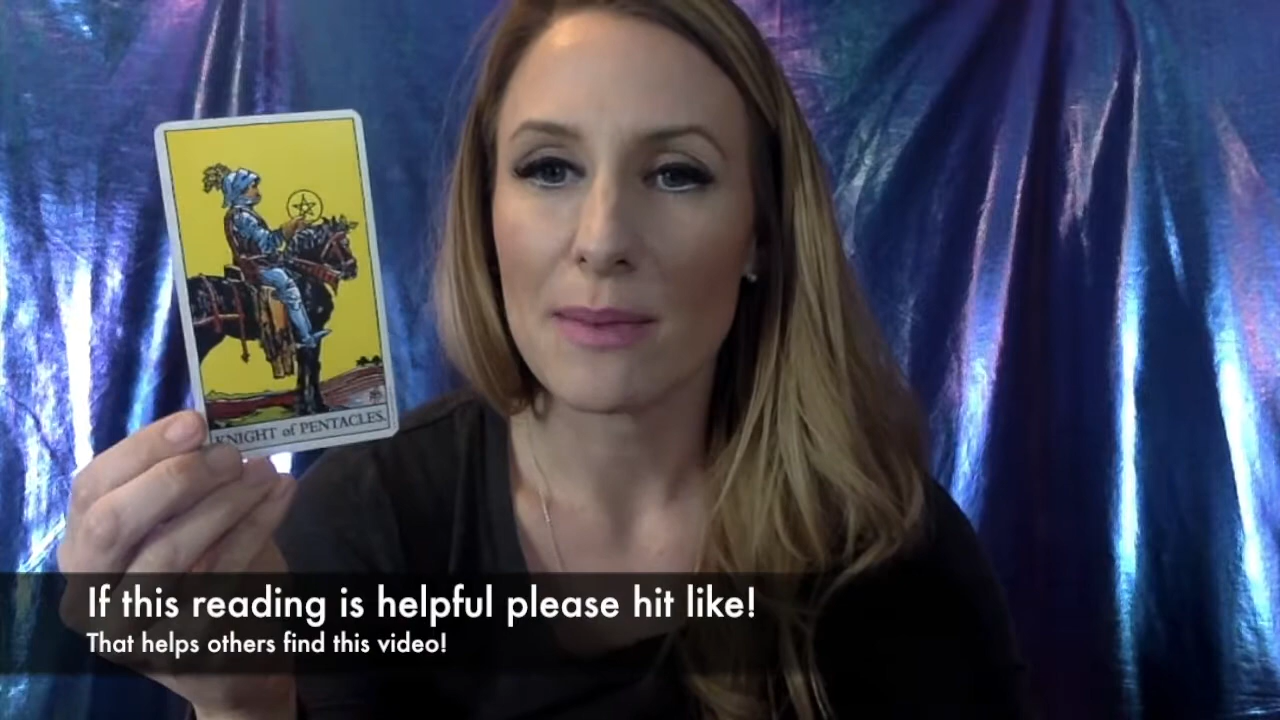 KNIGHT of PENTACLES.
If this reading is helpful please hit like!
That helps others find this video!